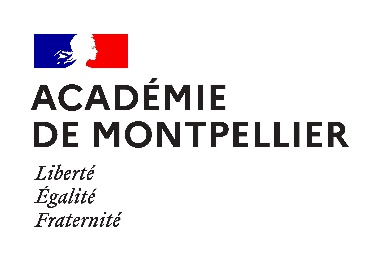 ACADÉMIE
DE MONTPELLIER
Liberté
Égalité
Fraternité